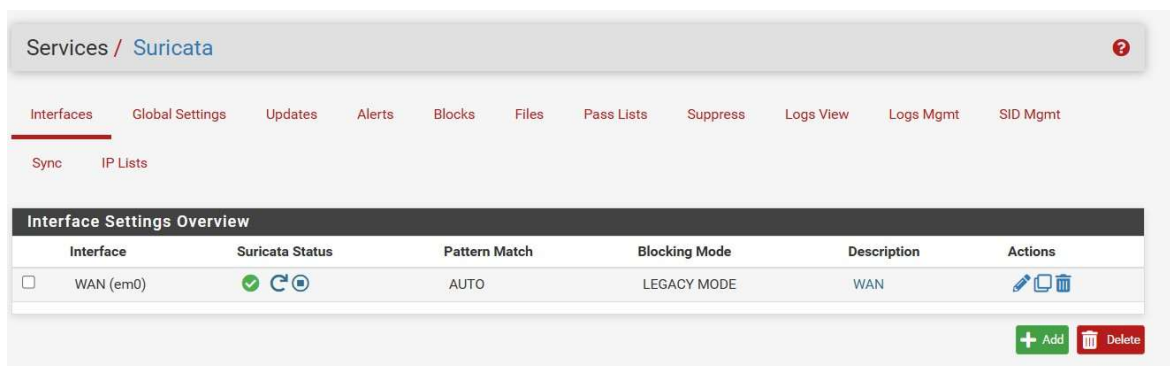 Services / Suricata
Interfaces Global Settings Updates Alerts Blocks Files Pass Lists Suppress Logs View Logs Mgmt SID Mgmt
Sync IP Lists
Interface Settings Overview
Interface Suricata Status Pattern Match Blocking Mode Description Actions
WAN (em0) AUTO LEGACY MODE WAN
Add Delete